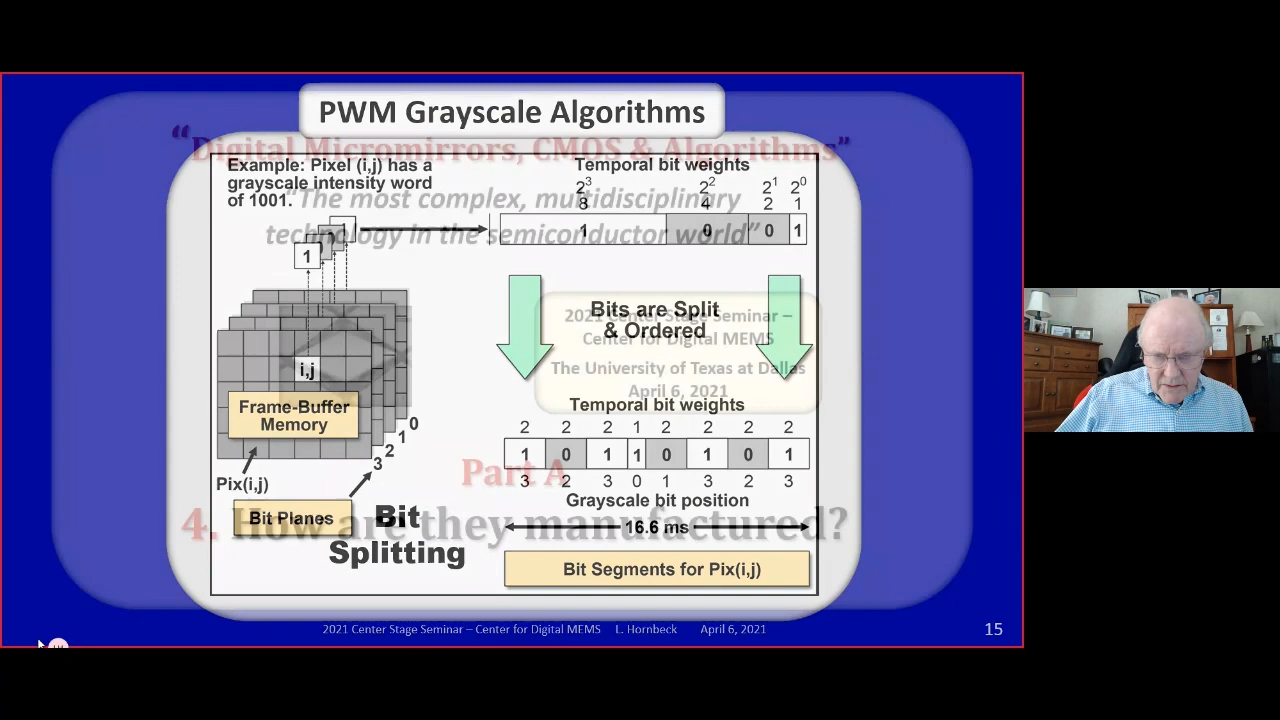 PWM Grayscale Algorithms
“Digital Micromirrors, CMOS & Algorithms”
Example: Pixel (i,j) has a
grayscale intensity word
of 1001.
“The most complex, multidisciplinary
technology in the semiconductor world”
Temporal bit weights
2³ 2² 2¹ 2⁰
8 4 2 1
1 0 0 1
1
1
Bits are Split
& Ordered
2021 Center Stage Seminar –
Center for Digital MEMS
The University of Texas at Dallas
April 6, 2021
i,j
Frame-Buffer
Memory
0
1
2
3
Pix(i,j)
Bit Planes
Bit
Splitting
Temporal bit weights
2 2 2 1 2 2 2 2
1 0 1 1 0 1 0 1
3 2 3 0 1 3 2 3
Grayscale bit position
16.6 ms
Bit Segments for Pix(i,j)
Part A
4. How are they manufactured?
2021 Center Stage Seminar – Center for Digital MEMS L. Hornbeck April 6, 2021
15